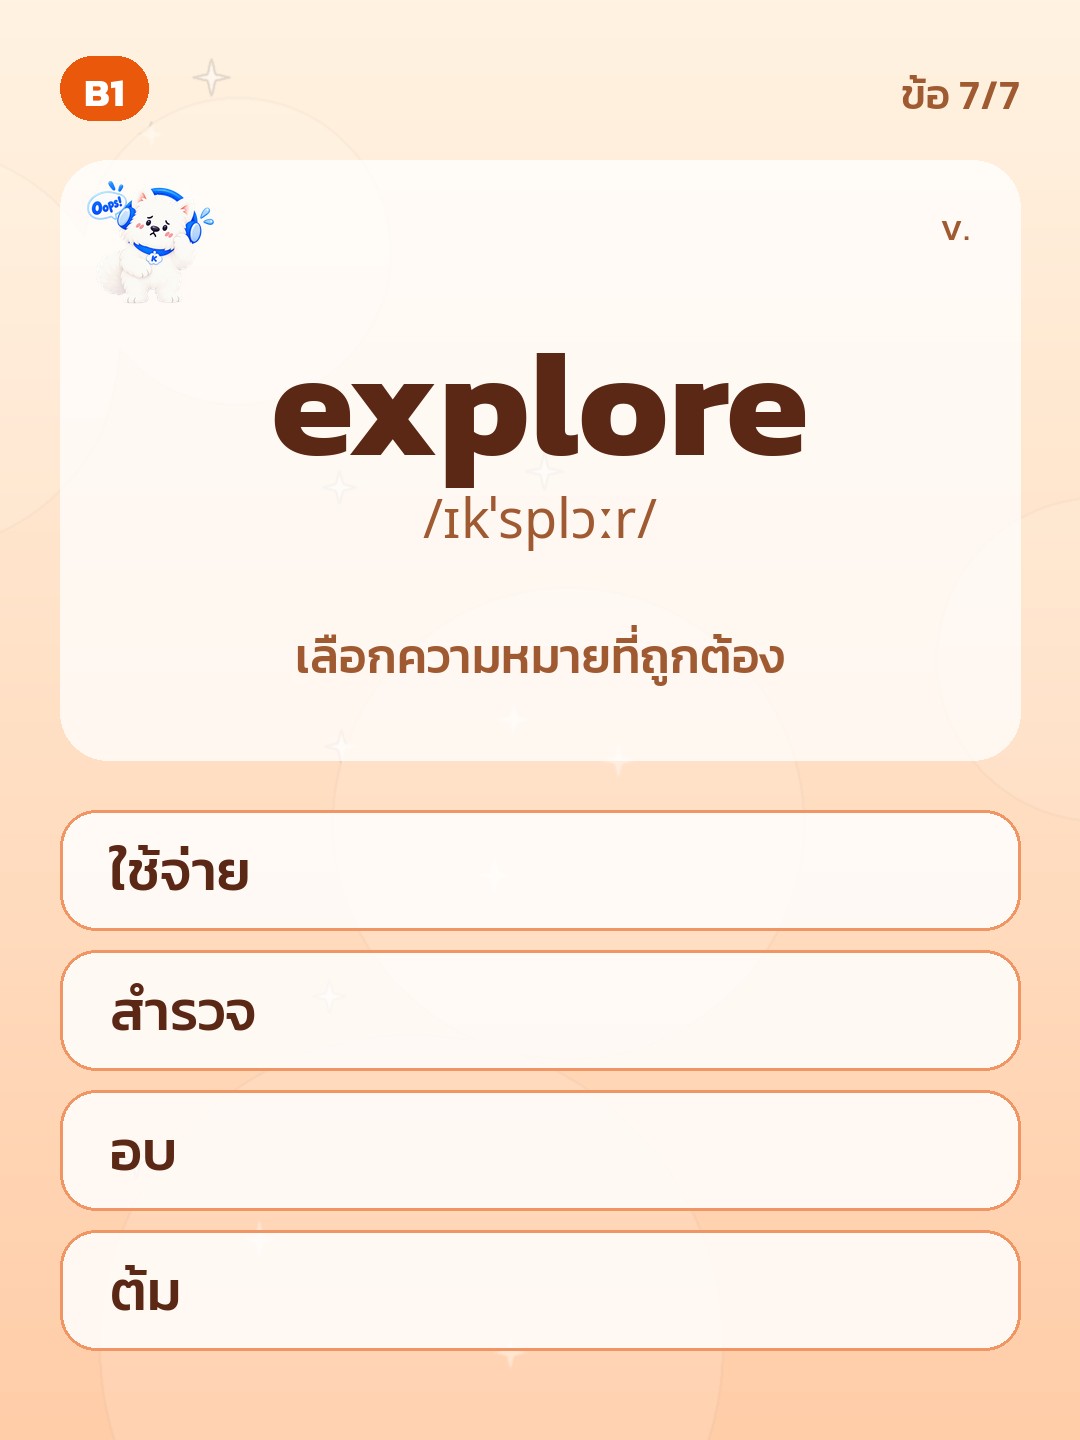 B1
ข้อ 7/7
Oops!
v.
K
explore
/ɪkˈsplɔːr/
เลือกความหมายที่ถูกต้อง
ใช้จ่าย
สำรวจ
อบ
ต้ม